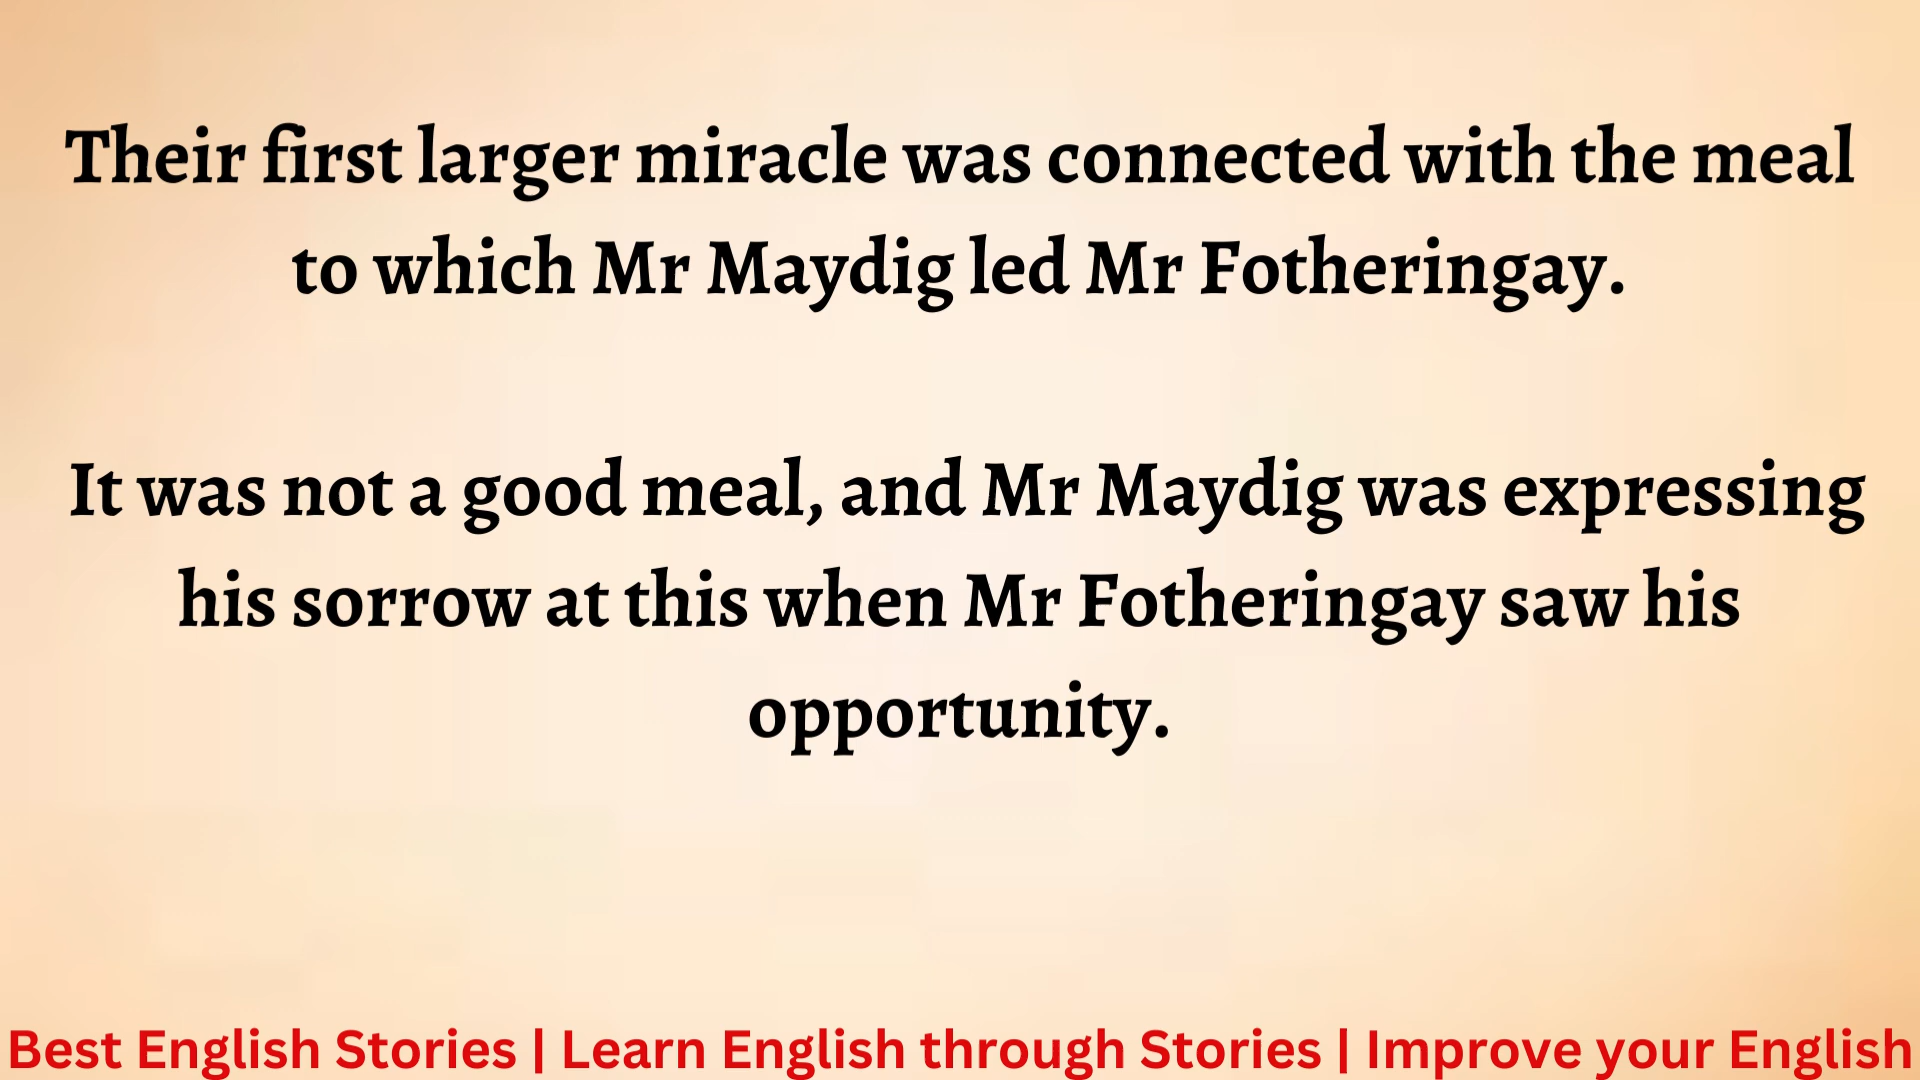 Their first larger miracle was connected with the meal
to which Mr Maydig led Mr Fotheringay.
It was not a good meal, and Mr Maydig was expressing
his sorrow at this when Mr Fotheringay saw his
opportunity.
Best English Stories | Learn English through Stories | Improve your English